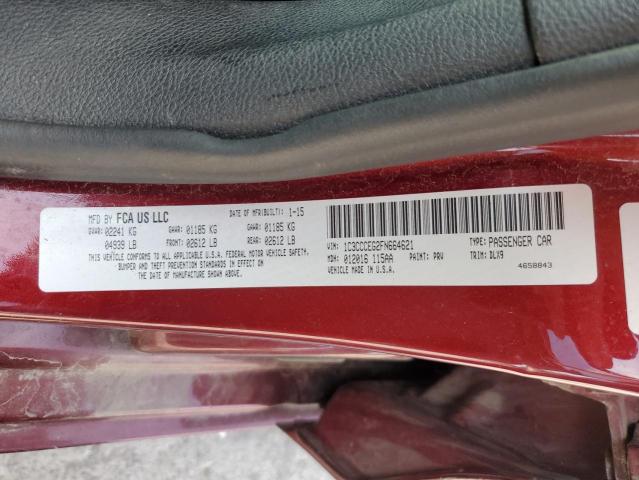 MFD BY FCA US LLC DATE OF MFR(BUILT): 1-15
GVWR: 02241 KG GAWR: 01185 KG GAWR: 01185 KG
04939 LB FRONT: 02612 LB REAR: 02612 LB
THIS VEHICLE CONFORMS TO ALL APPLICABLE U.S.A. FEDERAL MOTOR VEHICLE SAFETY,
BUMPER AND THEFT PREVENTION STANDARDS IN EFFECT ON
THE DATE OF MANUFACTURE SHOWN ABOVE.
VIN: 1C3CCCEG2FN664621 TYPE: PASSENGER CAR
MDH: 012016 115AA PAINT: PRV TRIM: DLX9
MADE IN U.S.A. 4658843